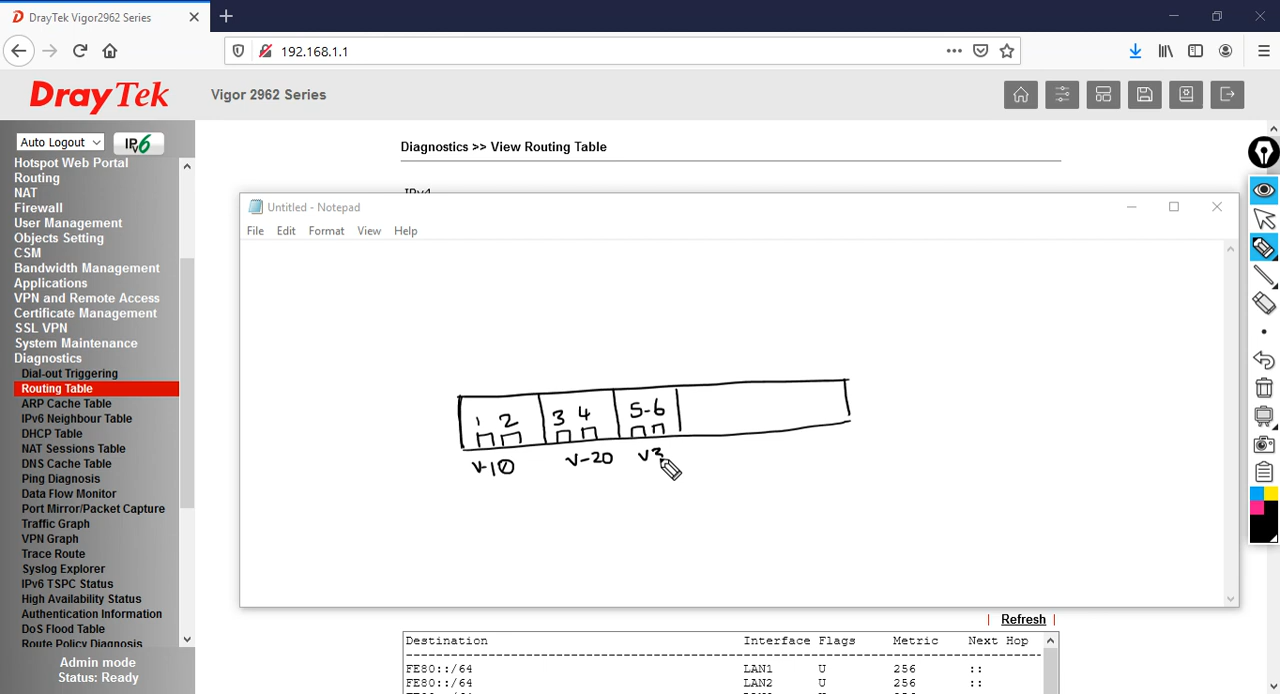 DrayTek Vigor2962 Series
192.168.1.1
DrayTek
Vigor 2962 Series
Auto Logout
IPv6
Hotspot Web Portal
Routing
NAT
Firewall
User Management
Objects Setting
CSM
Bandwidth Management
Applications
VPN and Remote Access
Certificate Management
SSL VPN
System Maintenance
Diagnostics
Dial-out Triggering
Routing Table
ARP Cache Table
IPv6 Neighbour Table
DHCP Table
NAT Sessions Table
DNS Cache Table
Ping Diagnosis
Data Flow Monitor
Port Mirror/Packet Capture
Traffic Graph
VPN Graph
Trace Route
Syslog Explorer
IPv6 TSPC Status
High Availability Status
Authentication Information
DoS Flood Table
Route Policy Diagnosis
Admin mode
Status: Ready
Diagnostics >> View Routing Table
IPv4
Untitled - Notepad
File Edit Format View Help
1 2 3 4 5-6
V-10 V-20 V3
| Refresh |
Destination Interface Flags Metric Next Hop
FE80::/64 LAN1 U 256 ::
FE80::/64 LAN2 U 256 ::